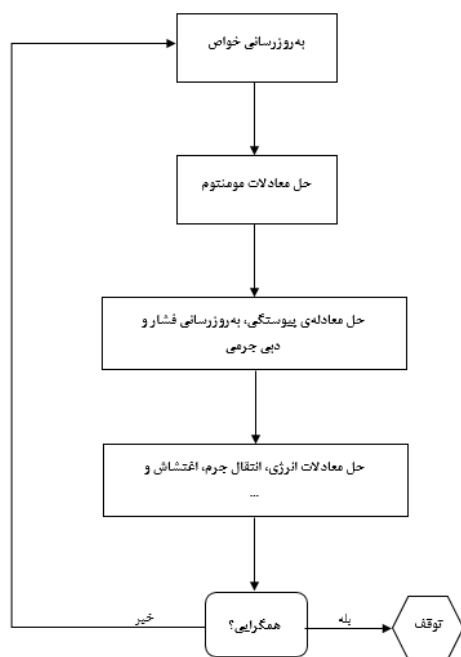 به‌روزرسانی خواص
حل معادلات مومنتوم
حل معادله‌ی پیوستگی، به‌روزرسانی فشار و
دبی جرمی
حل معادلات انرژی، انتقال جرم، اغتشاش و
...
همگرایی؟
خیر
بله
توقف